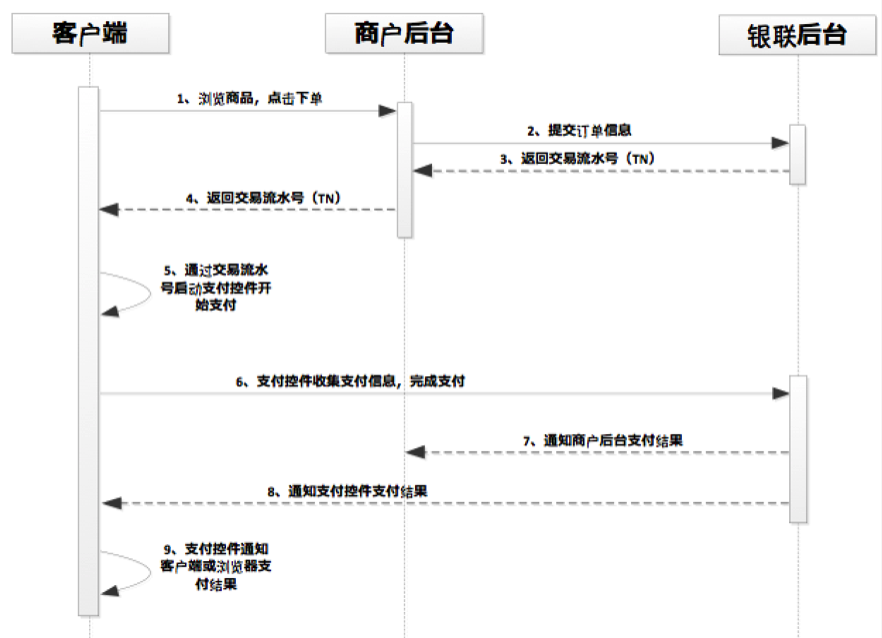 客户端
商户后台
银联后台
1、浏览商品，点击下单
2、提交订单信息
3、返回交易流水号（TN）
4、返回交易流水号（TN）
5、通过交易流水
号启动支付控件开
始支付
6、支付控件收集支付信息，完成支付
7、通知商户后台支付结果
8、通知支付控件支付结果
9、支付控件通知
客户端或浏览器支
付结果